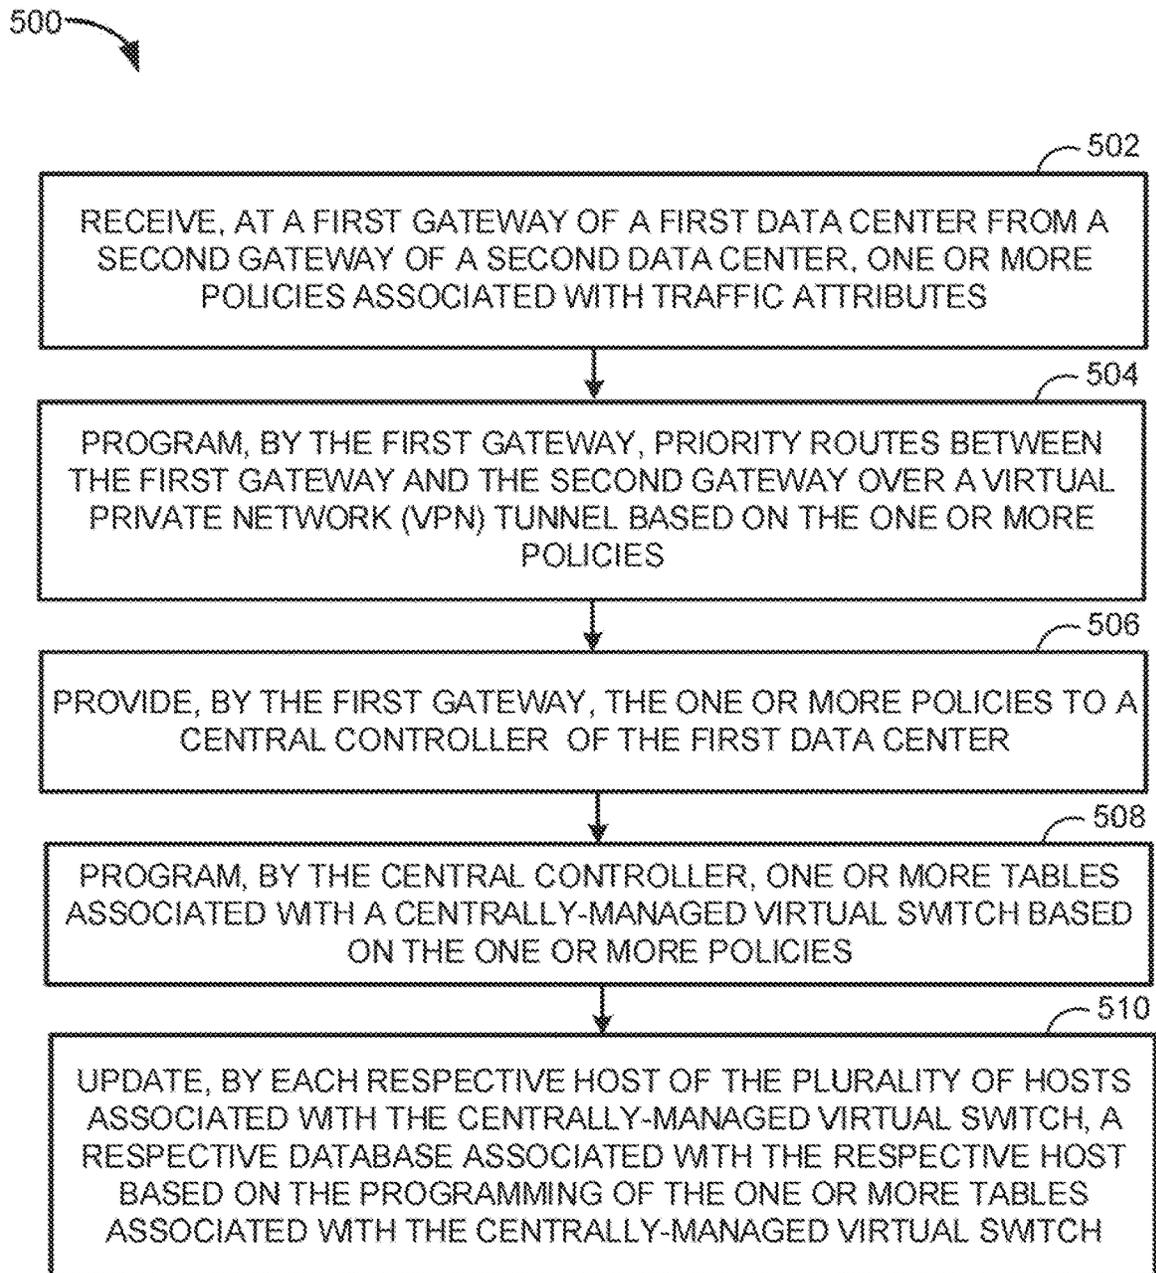 500
502
RECEIVE, AT A FIRST GATEWAY OF A FIRST DATA CENTER FROM A
SECOND GATEWAY OF A SECOND DATA CENTER, ONE OR MORE
POLICIES ASSOCIATED WITH TRAFFIC ATTRIBUTES
504
PROGRAM, BY THE FIRST GATEWAY, PRIORITY ROUTES BETWEEN
THE FIRST GATEWAY AND THE SECOND GATEWAY OVER A VIRTUAL
PRIVATE NETWORK (VPN) TUNNEL BASED ON THE ONE OR MORE
POLICIES
506
PROVIDE, BY THE FIRST GATEWAY, THE ONE OR MORE POLICIES TO A
CENTRAL CONTROLLER OF THE FIRST DATA CENTER
508
PROGRAM, BY THE CENTRAL CONTROLLER, ONE OR MORE TABLES
ASSOCIATED WITH A CENTRALLY-MANAGED VIRTUAL SWITCH BASED
ON THE ONE OR MORE POLICIES
510
UPDATE, BY EACH RESPECTIVE HOST OF THE PLURALITY OF HOSTS
ASSOCIATED WITH THE CENTRALLY-MANAGED VIRTUAL SWITCH, A
RESPECTIVE DATABASE ASSOCIATED WITH THE RESPECTIVE HOST
BASED ON THE PROGRAMMING OF THE ONE OR MORE TABLES
ASSOCIATED WITH THE CENTRALLY-MANAGED VIRTUAL SWITCH